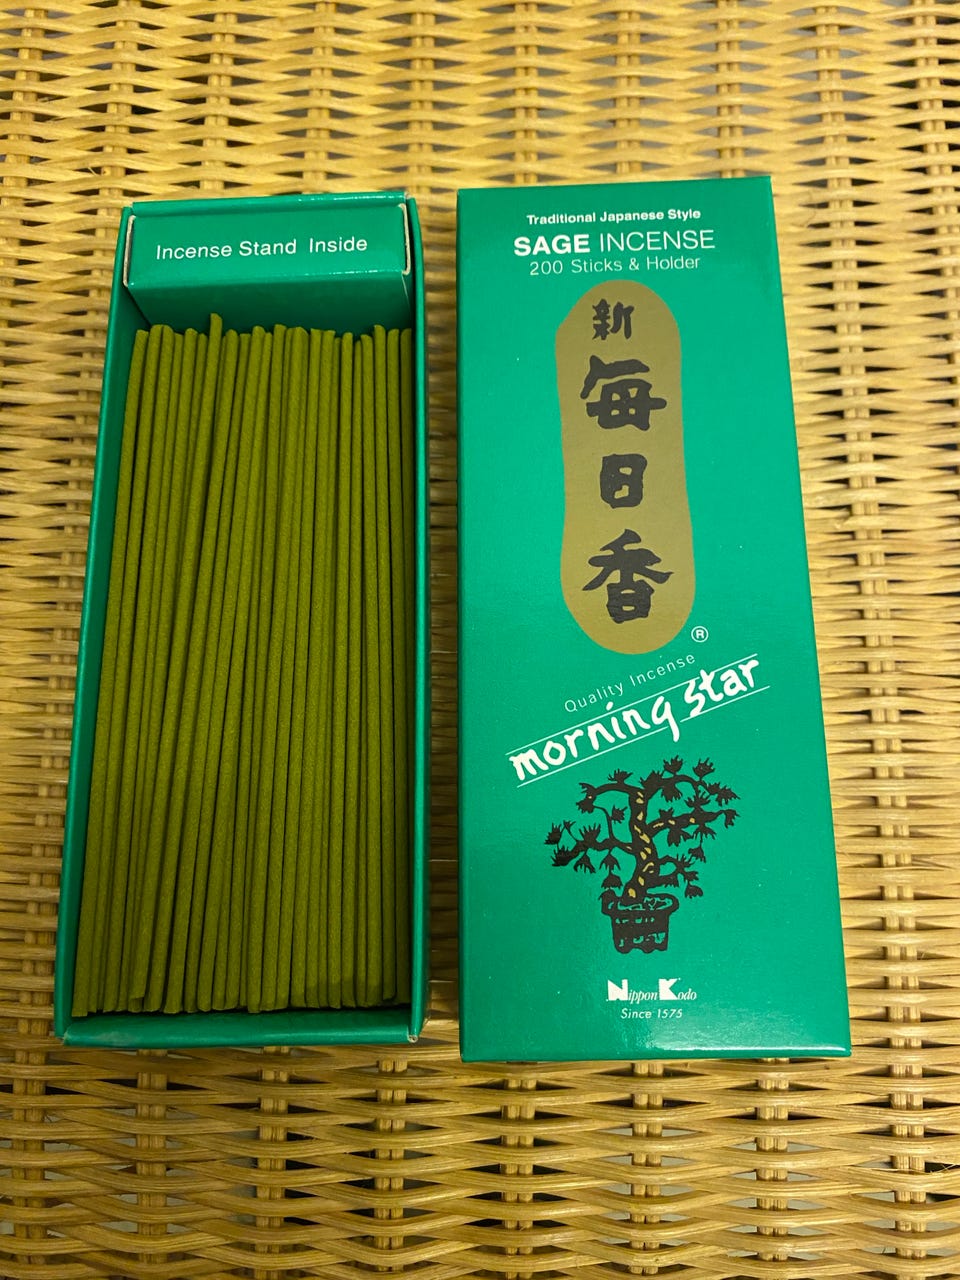 Incense Stand Inside
Traditional Japanese Style
SAGE INCENSE
200 Sticks & Holder
新
毎
日
香
®
Quality Incense
morning star
Nippon Kodo
Since 1575